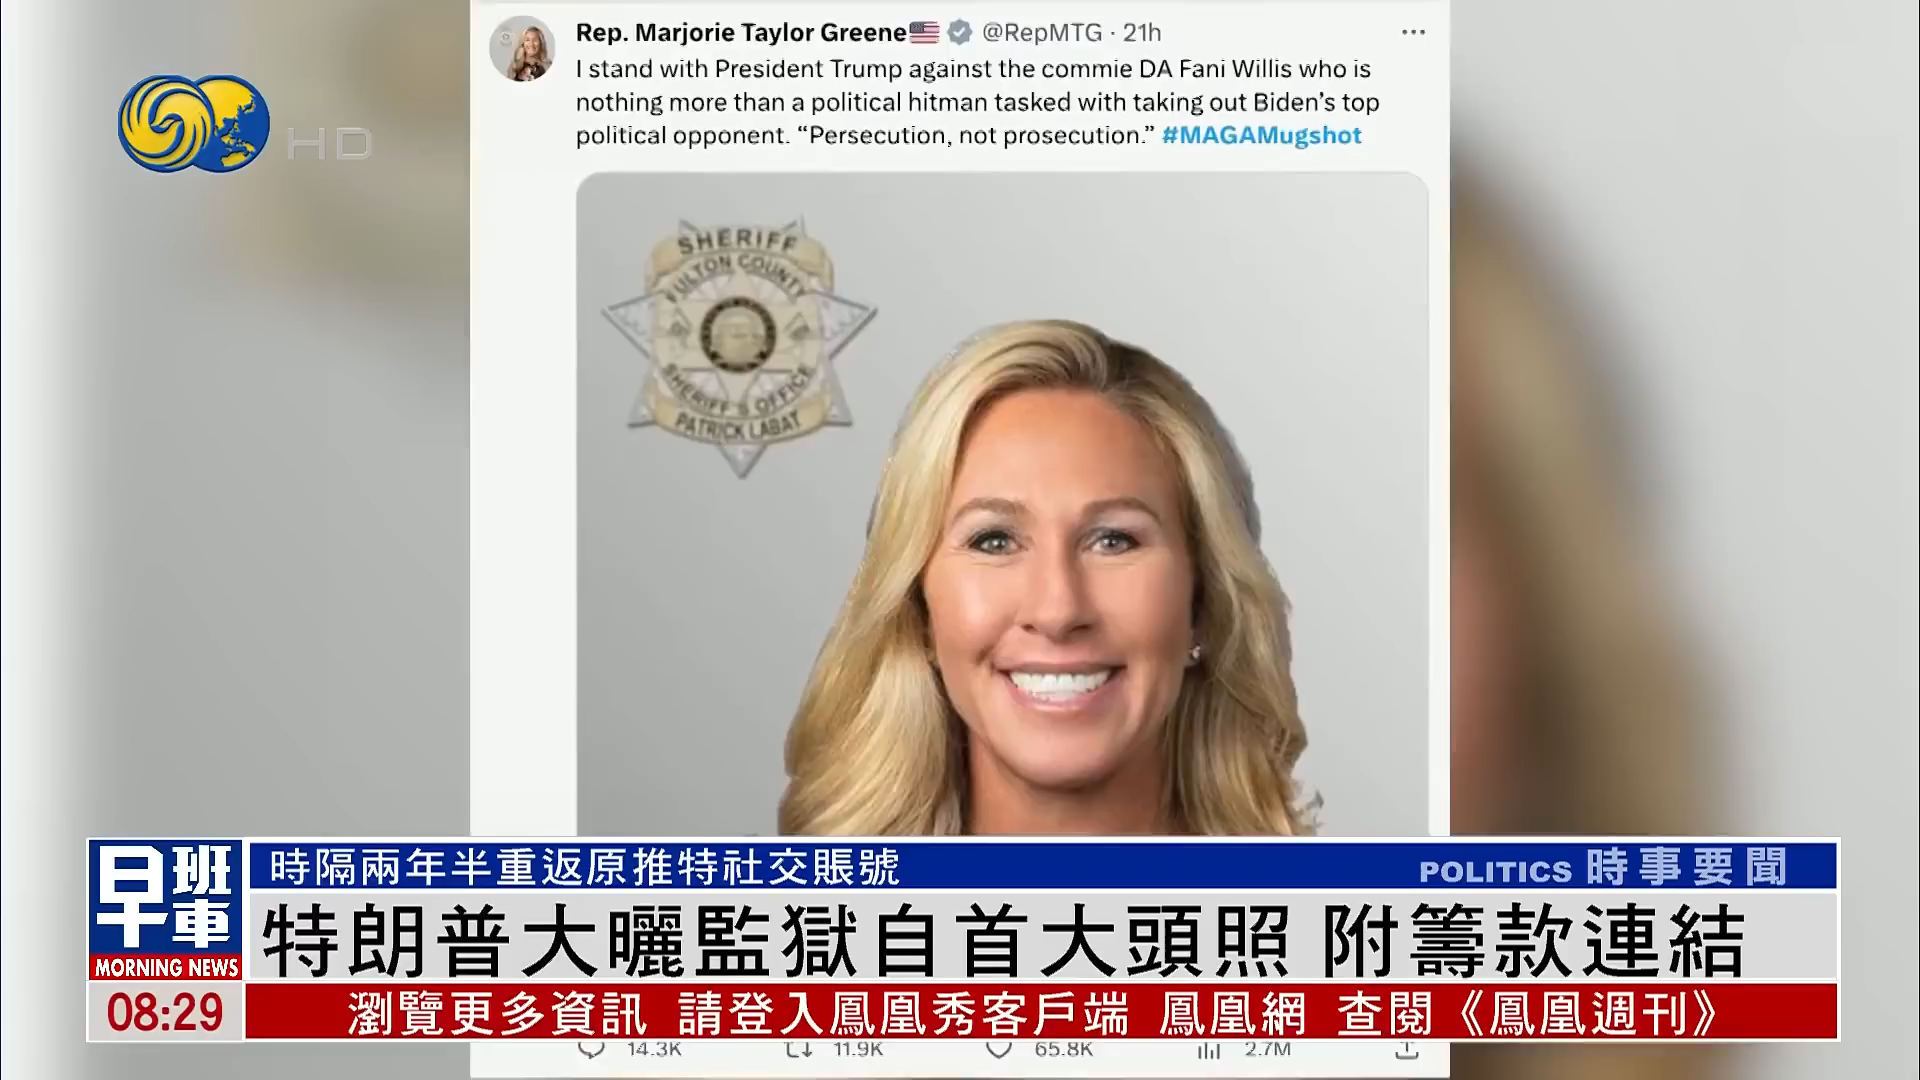 Rep. Marjorie Taylor Greene🇺🇸 @RepMTG · 21h
I stand with President Trump against the commie DA Fani Willis who is
nothing more than a political hitman tasked with taking out Biden's top
political opponent. “Persecution, not prosecution.” #MAGAMugshot
HD
SHERIFF
FULTON COUNTY
SHERIFF'S OFFICE
PATRICK LABAT
早班車
MORNING NEWS
08:29
時隔兩年半重返原推特社交賬號
POLITICS 時事要聞
特朗普大曬監獄自首大頭照 附籌款連結
瀏覽更多資訊 請登入鳳凰秀客戶端 鳳凰網 查閱《鳳凰週刊》
14.3K 11.9K 65.8K 2.7M